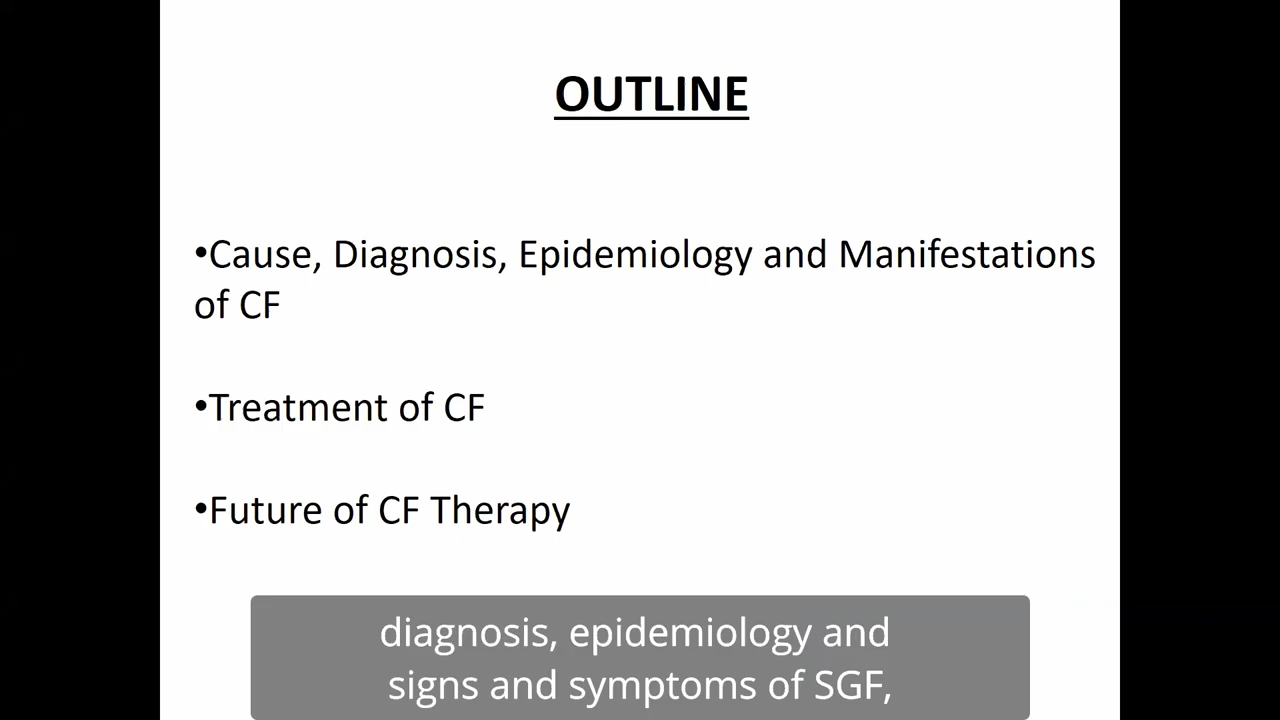 OUTLINE
•Cause, Diagnosis, Epidemiology and Manifestations
of CF
•Treatment of CF
•Future of CF Therapy
diagnosis, epidemiology and
signs and symptoms of SGF,